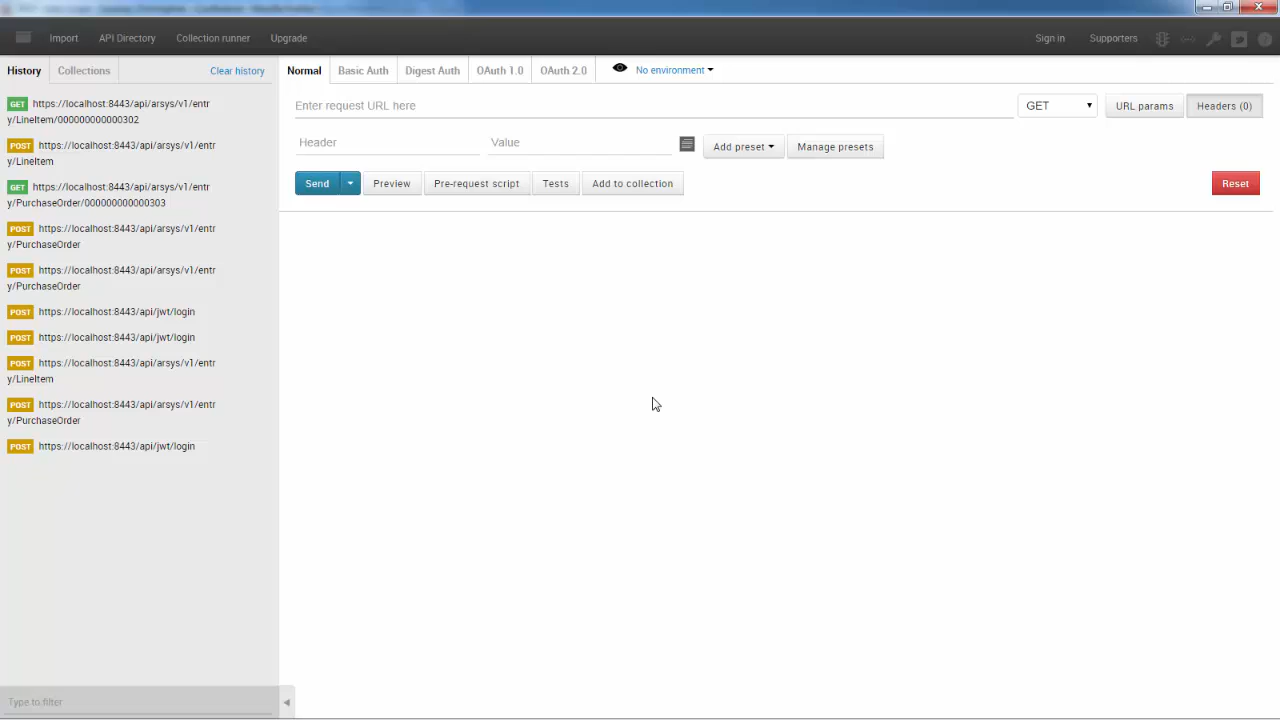 Import API Directory Collection runner Upgrade Sign in Supporters
History Collections Clear history
Normal Basic Auth Digest Auth OAuth 1.0 OAuth 2.0 No environment
GET https://localhost:8443/api/arsys/v1/entr
y/LineItem/000000000000302
POST https://localhost:8443/api/arsys/v1/entr
y/LineItem
GET https://localhost:8443/api/arsys/v1/entr
y/PurchaseOrder/000000000000303
POST https://localhost:8443/api/arsys/v1/entr
y/PurchaseOrder
POST https://localhost:8443/api/arsys/v1/entr
y/PurchaseOrder
POST https://localhost:8443/api/jwt/login
POST https://localhost:8443/api/jwt/login
POST https://localhost:8443/api/arsys/v1/entr
y/LineItem
POST https://localhost:8443/api/arsys/v1/entr
y/PurchaseOrder
POST https://localhost:8443/api/jwt/login
Type to filter
Enter request URL here GET URL params Headers (0)
Header Value Add preset Manage presets
Send Preview Pre-request script Tests Add to collection Reset